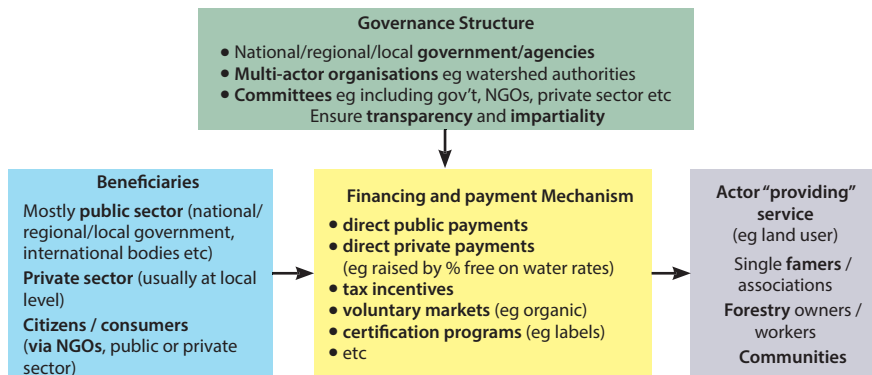 Governance Structure
• National/regional/local government/agencies
• Multi-actor organisations eg watershed authorities
• Committees eg including gov't, NGOs, private sector etc
Ensure transparency and impartiality
Beneficiaries
Mostly public sector (national/
regional/local government,
international bodies etc)
Private sector (usually at local
level)
Citizens / consumers
(via NGOs, public or private
sector)
Financing and payment Mechanism
• direct public payments
• direct private payments
(eg raised by % free on water rates)
• tax incentives
• voluntary markets (eg organic)
• certification programs (eg labels)
• etc
Actor “providing”
service
(eg land user)
Single famers /
associations
Forestry owners /
workers
Communities